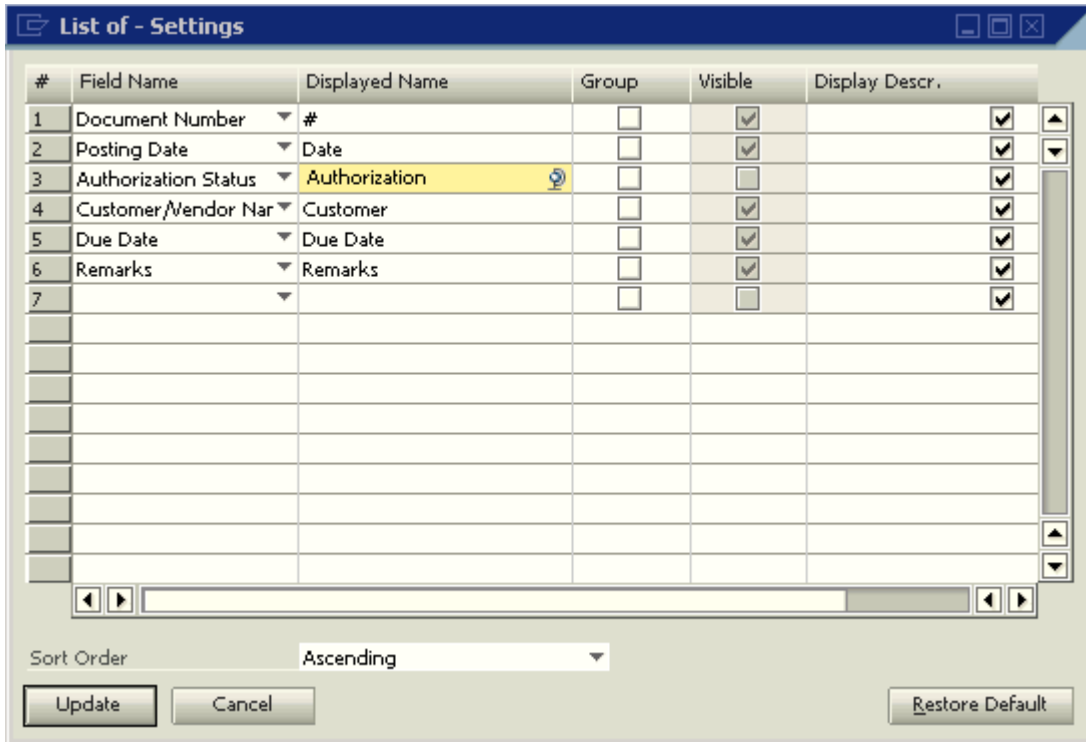 List of - Settings
# Field Name Displayed Name Group Visible Display Descr.
1 Document Number #
2 Posting Date Date
3 Authorization Status Authorization
4 Customer/Vendor Nar Customer
5 Due Date Due Date
6 Remarks Remarks
7
Sort Order Ascending
Update Cancel Restore Default